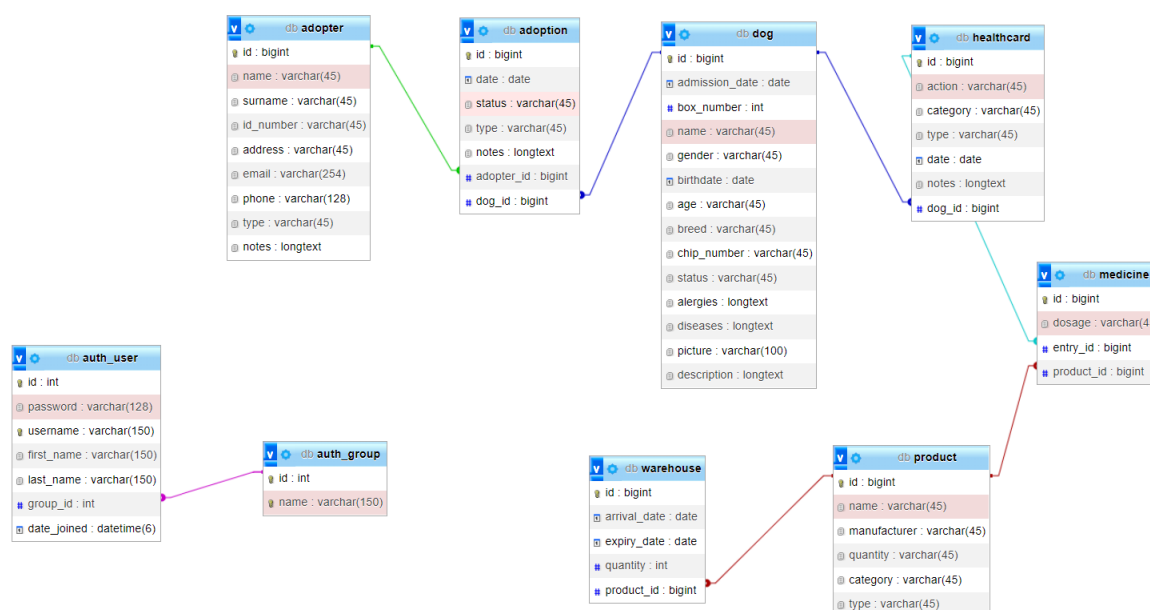 v db adopter
id : bigint
name : varchar(45)
surname : varchar(45)
id_number : varchar(45)
address : varchar(45)
email : varchar(254)
phone : varchar(128)
type : varchar(45)
notes : longtext
v db adoption
id : bigint
date : date
status : varchar(45)
type : varchar(45)
notes : longtext
# adopter_id : bigint
# dog_id : bigint
v db dog
id : bigint
admission_date : date
# box_number : int
name : varchar(45)
gender : varchar(45)
birthdate : date
age : varchar(45)
breed : varchar(45)
chip_number : varchar(45)
status : varchar(45)
alergies : longtext
diseases : longtext
picture : varchar(100)
description : longtext
v db healthcard
id : bigint
action : varchar(45)
category : varchar(45)
type : varchar(45)
date : date
notes : longtext
# dog_id : bigint
v db medicine
id : bigint
dosage : varchar(4
# entry_id : bigint
# product_id : bigint
v db auth_user
id : int
password : varchar(128)
username : varchar(150)
first_name : varchar(150)
last_name : varchar(150)
# group_id : int
date_joined : datetime(6)
v db auth_group
id : int
name : varchar(150)
v db warehouse
id : bigint
arrival_date : date
expiry_date : date
# quantity : int
# product_id : bigint
v db product
id : bigint
name : varchar(45)
manufacturer : varchar(45)
quantity : varchar(45)
category : varchar(45)
type : varchar(45)